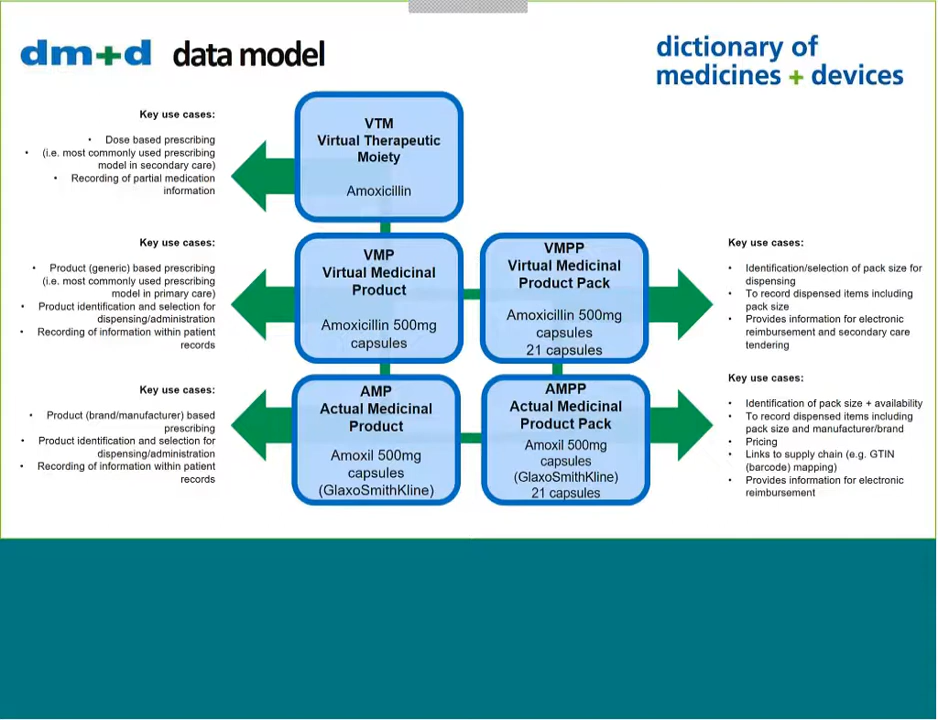 dm+d data model
dictionary of
medicines + devices
Key use cases:
• Dose based prescribing
• (i.e. most commonly used prescribing
model in secondary care)
• Recording of partial medication
information
VTM
Virtual Therapeutic
Moiety
Amoxicillin
Key use cases:
• Product (generic) based prescribing
(i.e. most commonly used prescribing
model in primary care)
• Product identification and selection for
dispensing/administration
• Recording of information within patient
records
VMP
Virtual Medicinal
Product
Amoxicillin 500mg
capsules
VMPP
Virtual Medicinal
Product Pack
Amoxicillin 500mg
capsules
21 capsules
Key use cases:
• Identification/selection of pack size for
dispensing
• To record dispensed items including
pack size
• Provides information for electronic
reimbursement and secondary care
tendering
Key use cases:
• Product (brand/manufacturer) based
prescribing
• Product identification and selection for
dispensing/administration
• Recording of information within patient
records
AMP
Actual Medicinal
Product
Amoxil 500mg
capsules
(GlaxoSmithKline)
AMPP
Actual Medicinal
Product Pack
Amoxil 500mg
capsules
(GlaxoSmithKline)
21 capsules
Key use cases:
• Identification of pack size + availability
• To record dispensed items including
pack size and manufacturer/brand
• Pricing
• Links to supply chain (e.g. GTIN
(barcode) mapping)
• Provides information for electronic
reimbursement